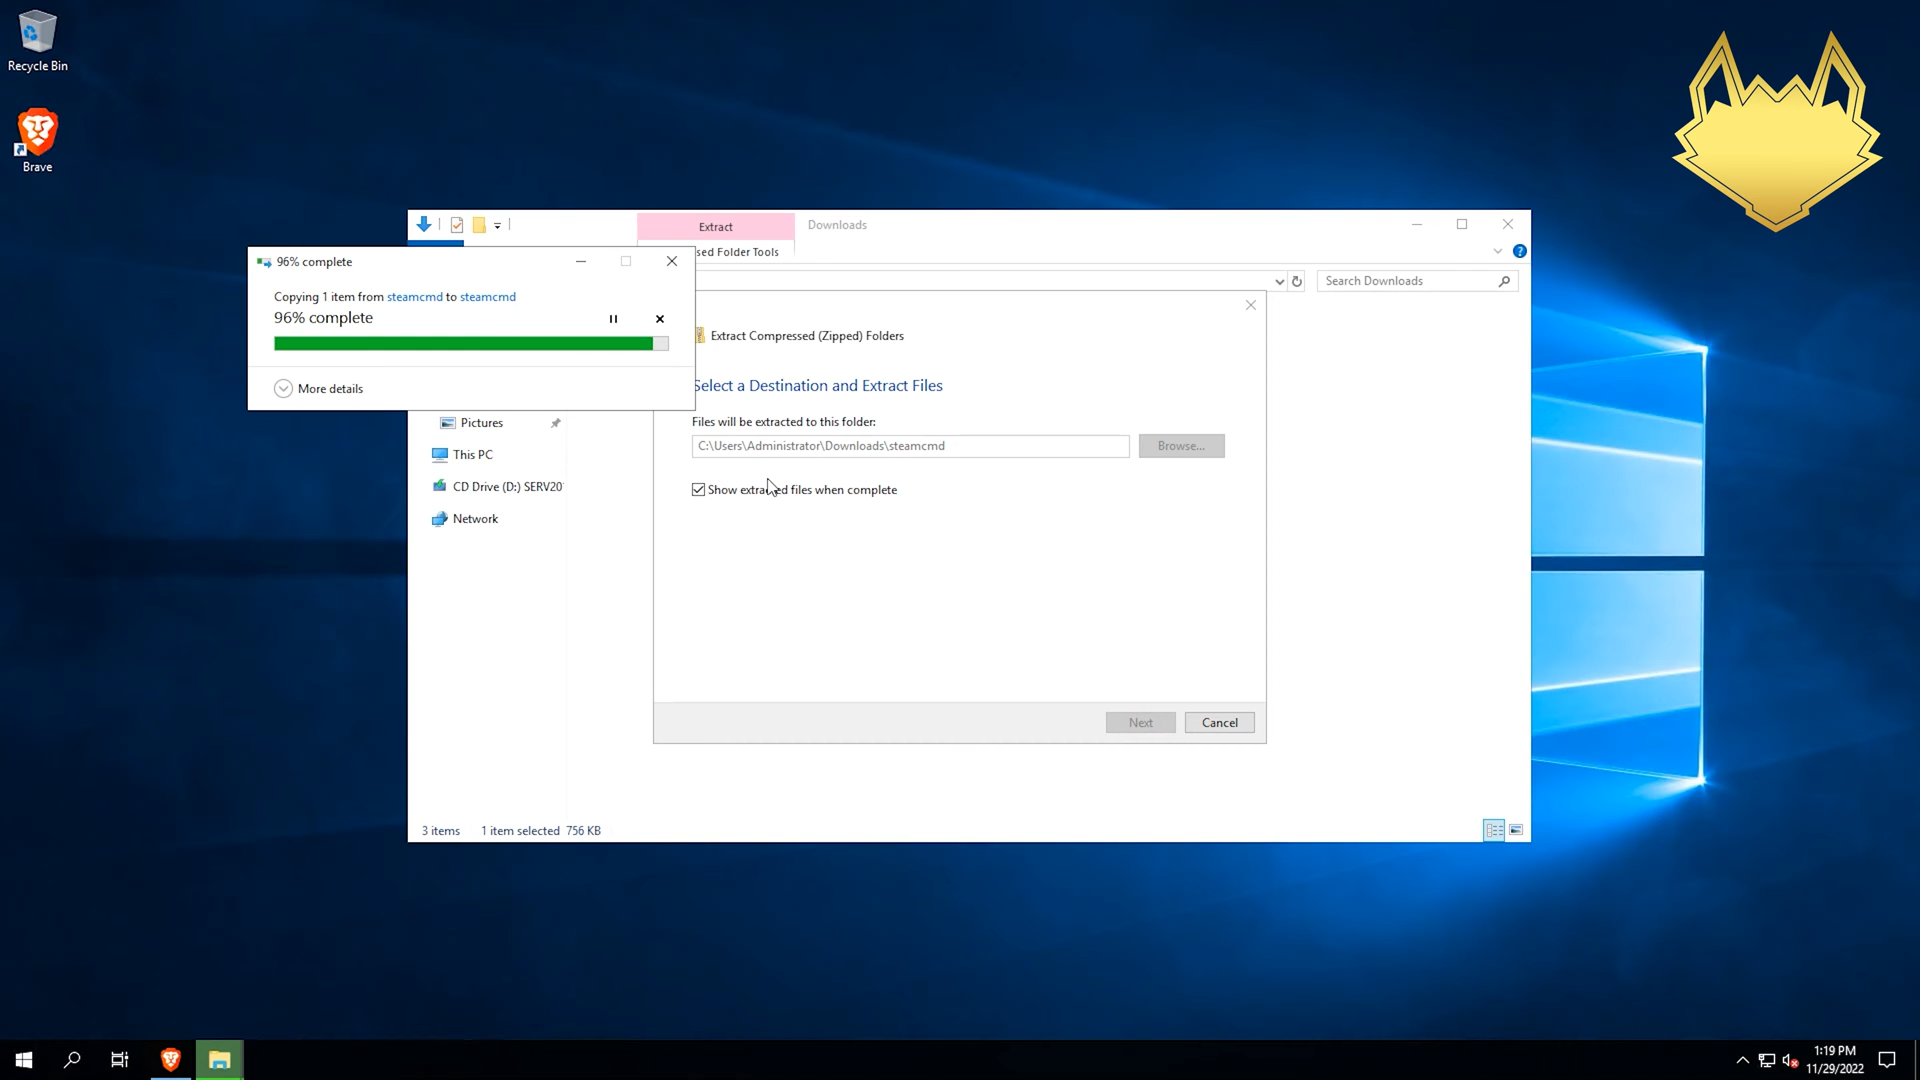 Recycle Bin
Brave
Extract
Downloads
sed Folder Tools
Search Downloads
96% complete
Copying 1 item from steamcmd to steamcmd
96% complete
More details
Extract Compressed (Zipped) Folders
Select a Destination and Extract Files
Files will be extracted to this folder:
C:\Users\Administrator\Downloads\steamcmd
Browse...
Show extracted files when complete
Pictures
This PC
CD Drive (D:) SERV20
Network
Next
Cancel
3 items
1 item selected 756 KB
1:19 PM
11/29/2022